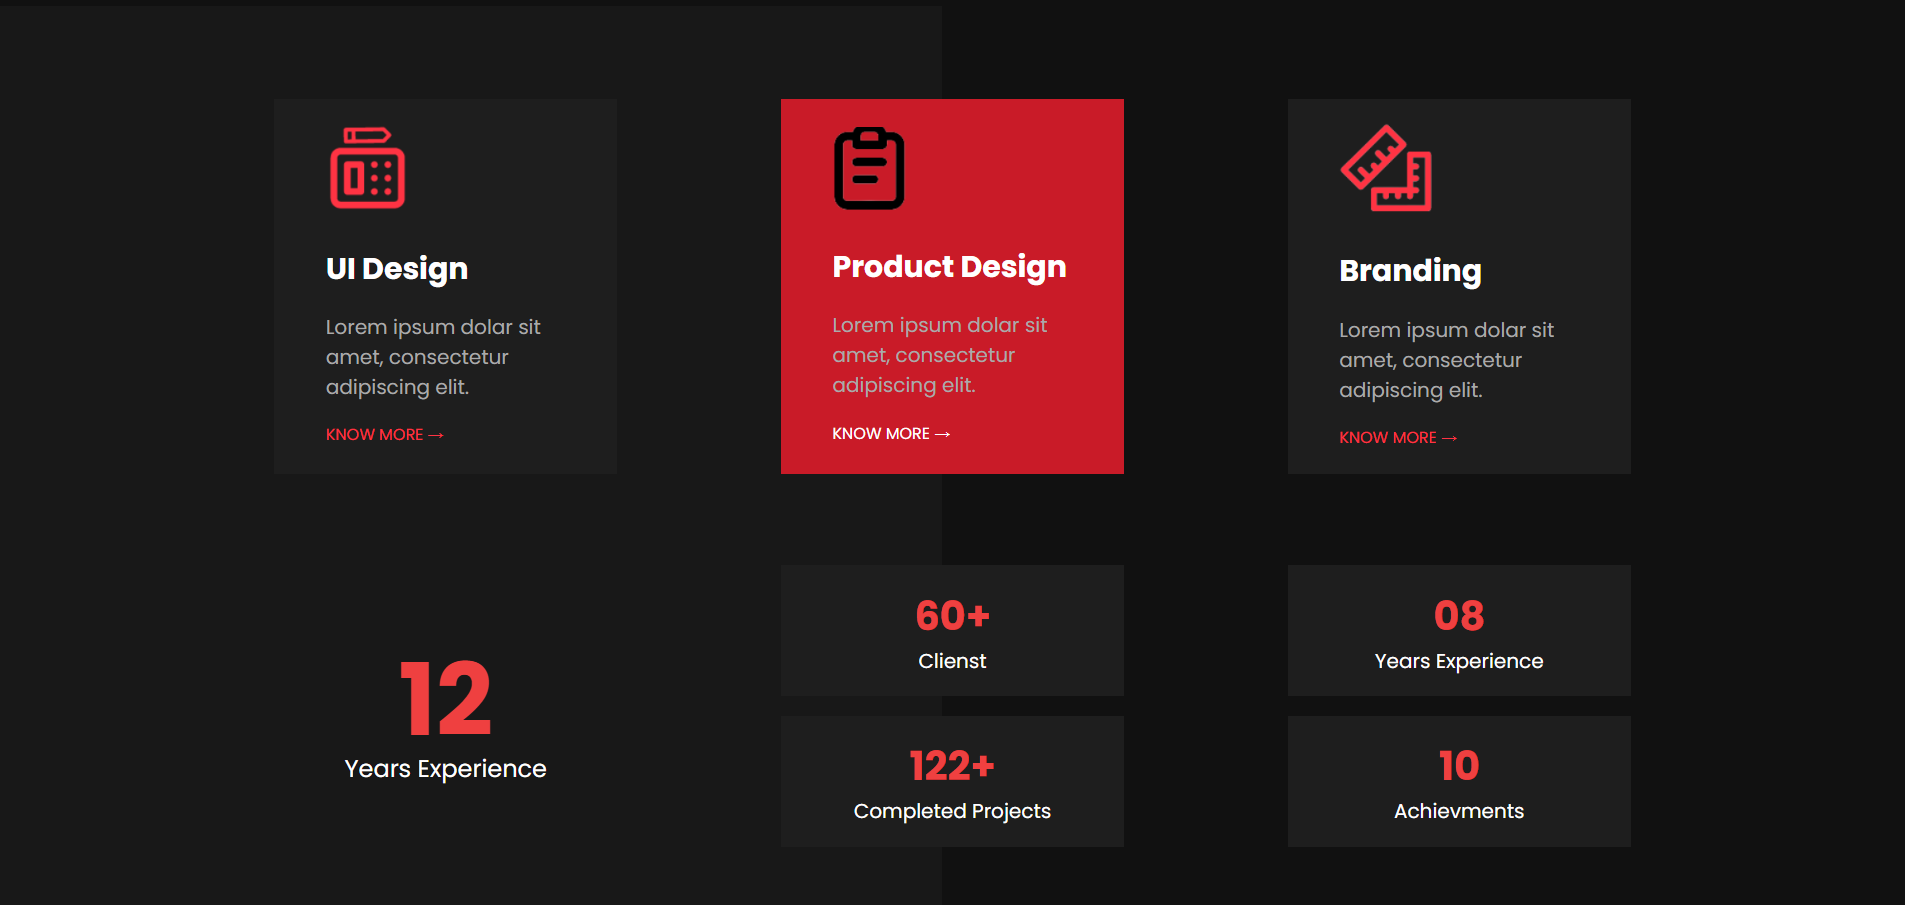 UI Design
Lorem ipsum dolar sit
amet, consectetur
adipiscing elit.
KNOW MORE →
Product Design
Lorem ipsum dolar sit
amet, consectetur
adipiscing elit.
KNOW MORE →
Branding
Lorem ipsum dolar sit
amet, consectetur
adipiscing elit.
KNOW MORE →
12
Years Experience
60+
Clienst
122+
Completed Projects
08
Years Experience
10
Achievments